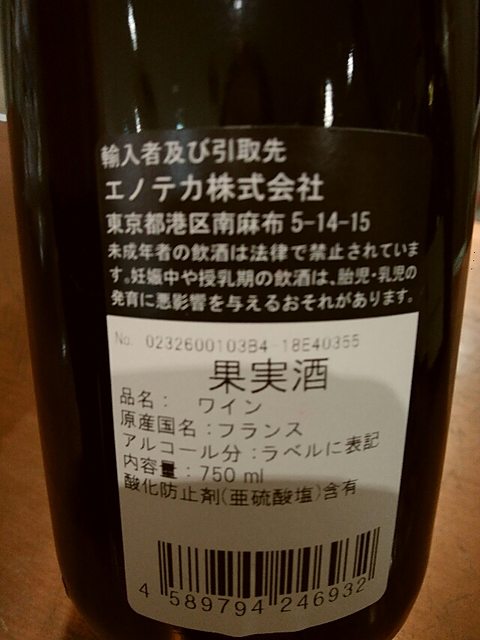 輸入者及び引取先
エノテカ株式会社
東京都港区南麻布 5-14-15
未成年者の飲酒は法律で禁止されていま
す。妊娠中や授乳期の飲酒は、胎児・乳児の
発育に悪影響を与えるおそれがあります。
No. 0232600103B4-18E40355
果実酒
品名： ワイン
原産国名：フランス
アルコール分：ラベルに表記
内容量：750 ml
酸化防止剤(亜硫酸塩)含有
4 589794 246932